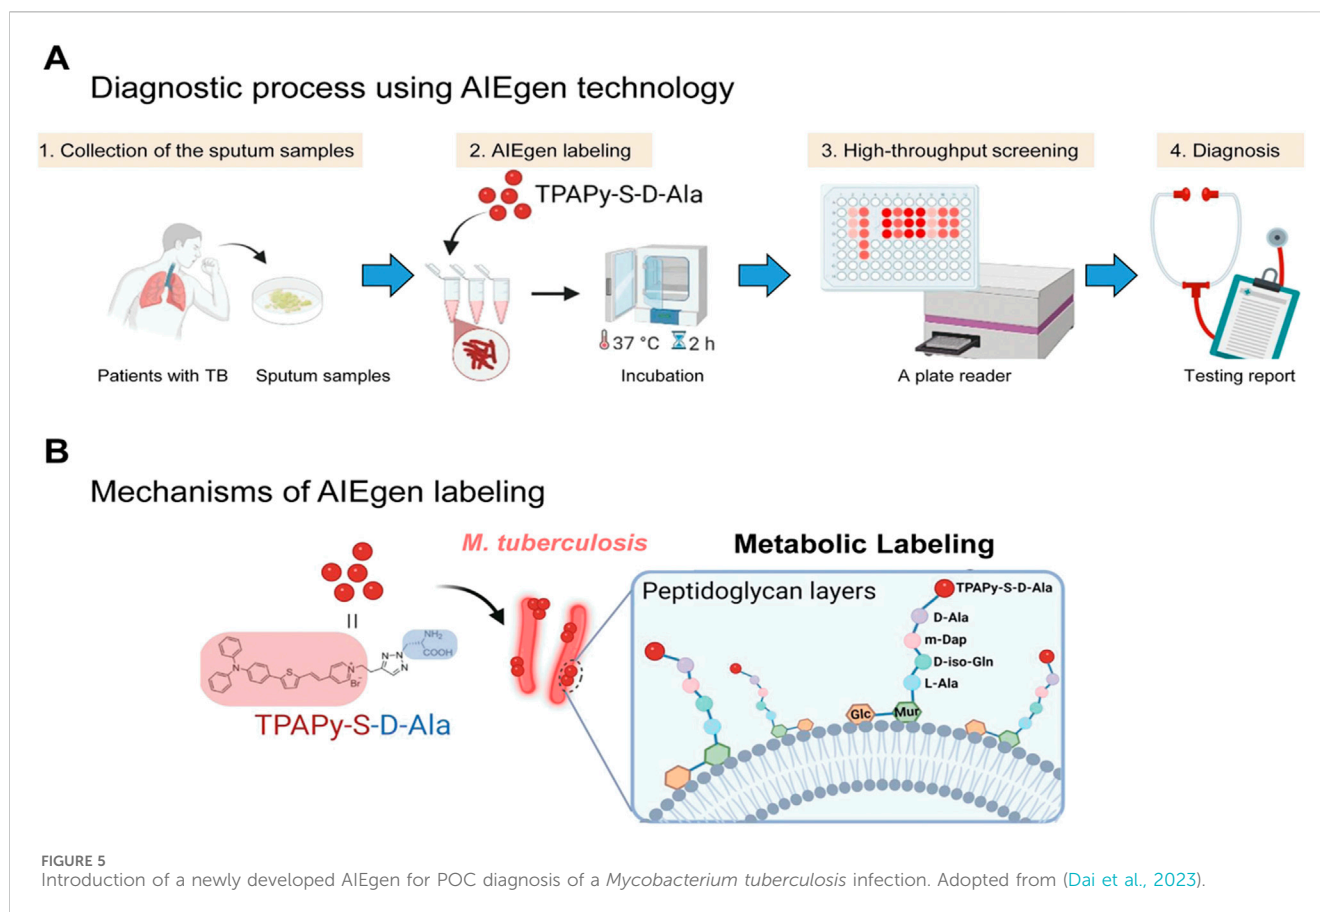 A
Diagnostic process using AIEgen technology
1. Collection of the sputum samples
2. AIEgen labeling
3. High-throughput screening
4. Diagnosis
TPAPy-S-D-Ala
37 °C 2 h
Patients with TB
Sputum samples
Incubation
A plate reader
Testing report
B
Mechanisms of AIEgen labeling
M. tuberculosis
Metabolic Labeling
Peptidoglycan layers
TPAPy-S-D-Ala
D-Ala
m-Dap
D-iso-Gln
L-Ala
Glc
Mur
NH2
COOH
N
N+
Br-
N
N
N
TPAPy-S-D-Ala
FIGURE 5
Introduction of a newly developed AIEgen for POC diagnosis of a Mycobacterium tuberculosis infection. Adopted from (Dai et al., 2023).